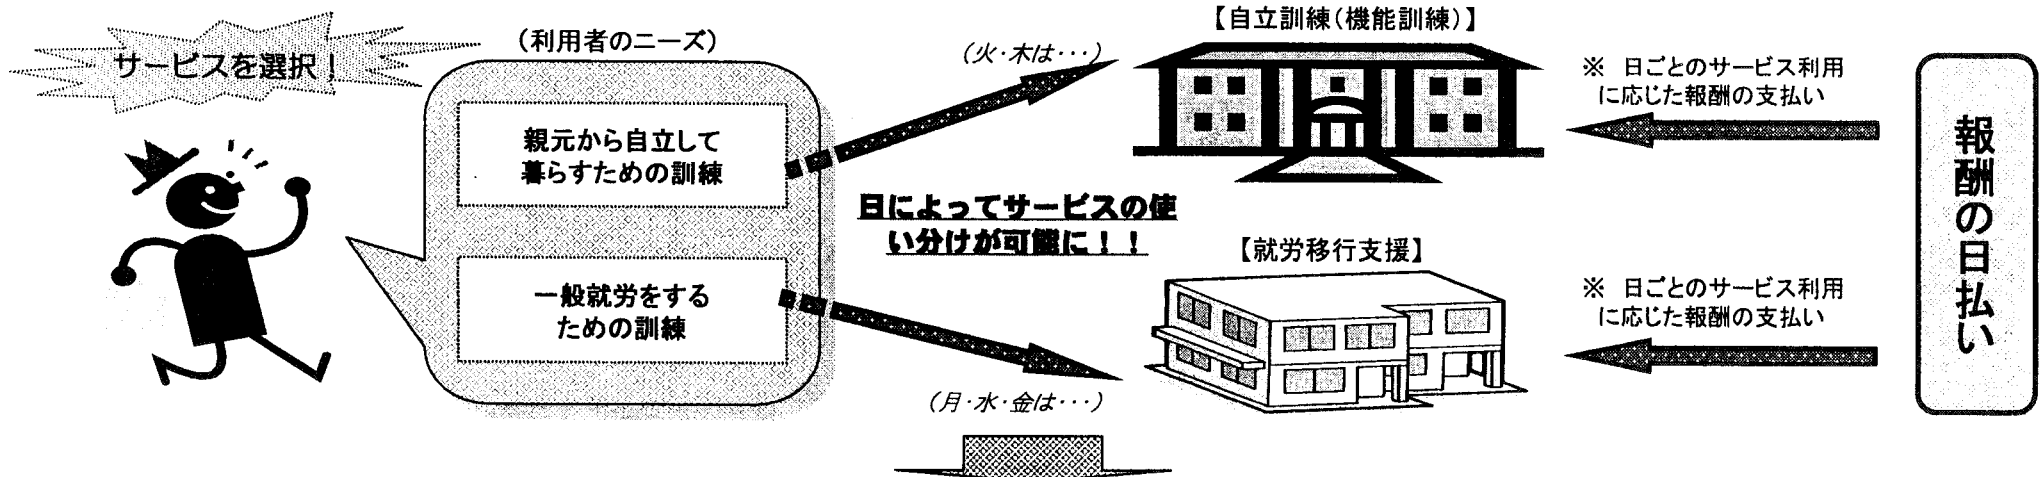 サービスを選択！
（利用者のニーズ）
親元から自立して
暮らすための訓練
一般就労をする
ための訓練
（火・木は・・・）
日によってサービスの使
い分けが可能に！！
（月・水・金は・・・）
【自立訓練（機能訓練）】
【就労移行支援】
※　日ごとのサービス利用
に応じた報酬の支払い
※　日ごとのサービス利用
に応じた報酬の支払い
報酬の日払い